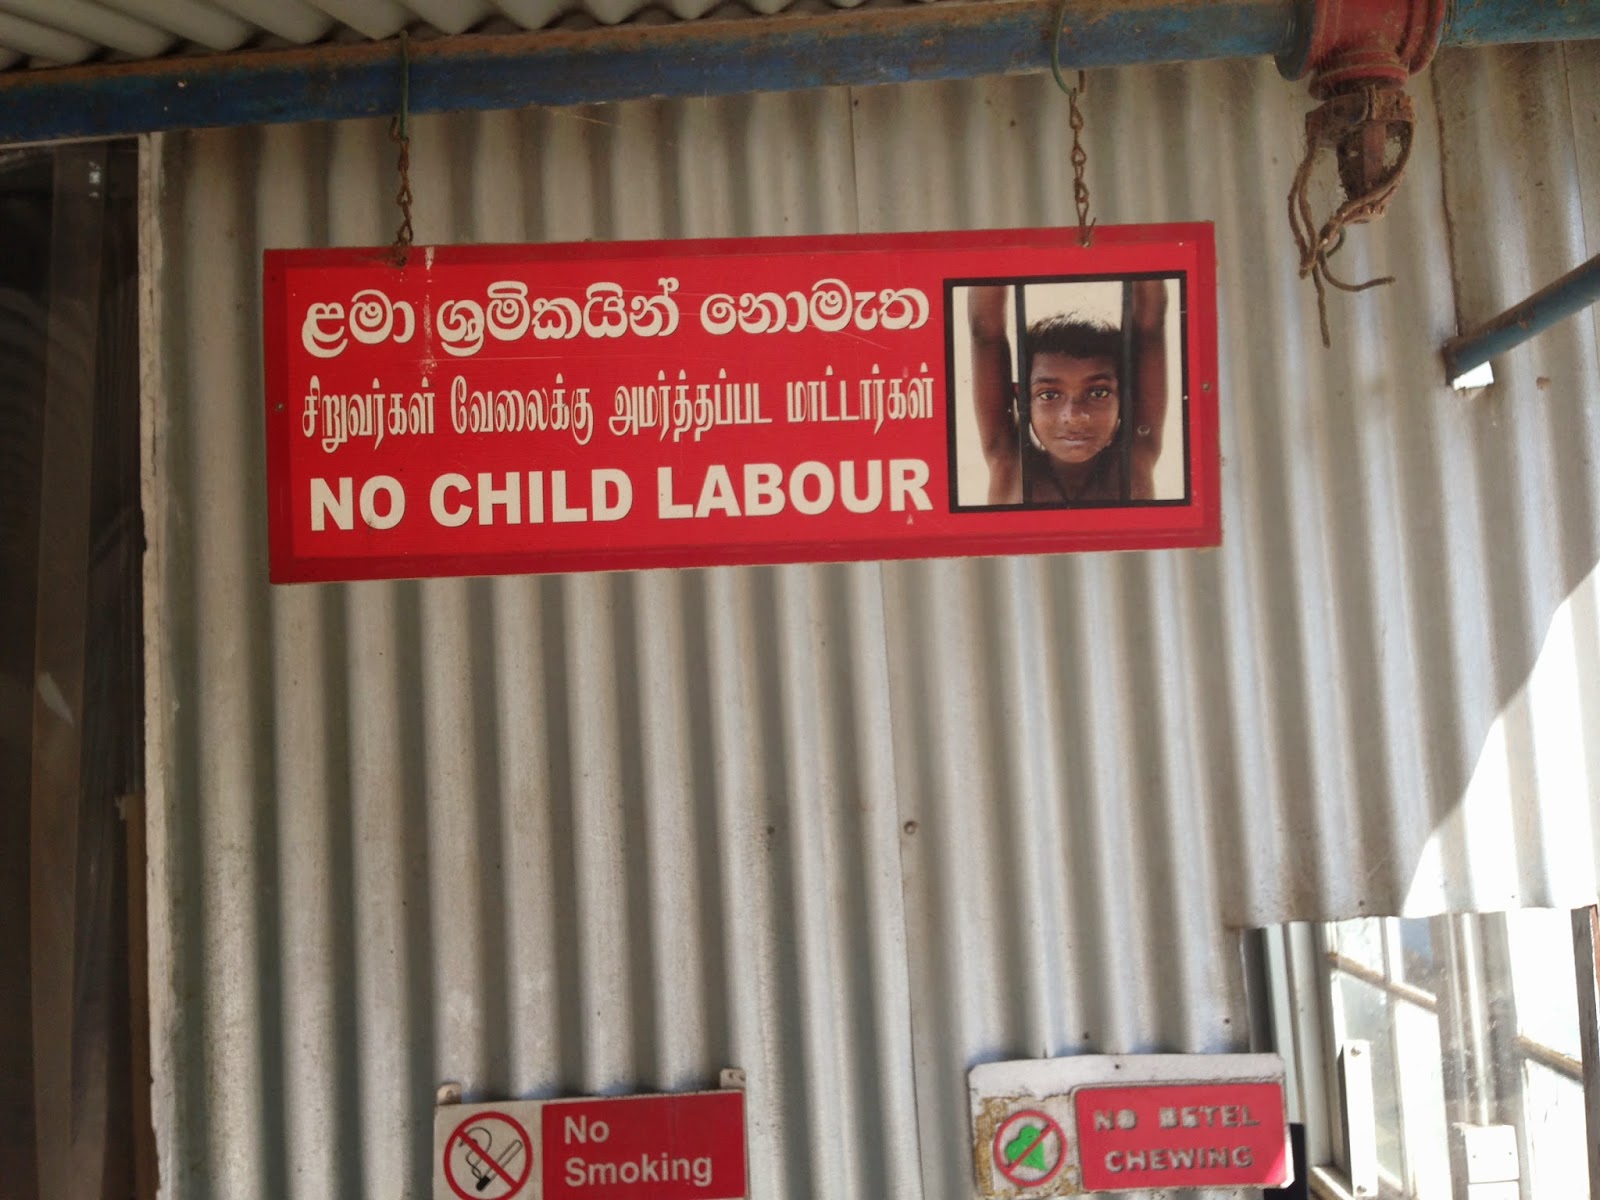 ළමා ශ්‍රමිකයින් නොමැත
சிறுவர்கள் வேலைக்கு அமர்த்தப்பட மாட்டார்கள்
NO CHILD LABOUR
No
Smoking
NO BETEL
CHEWING